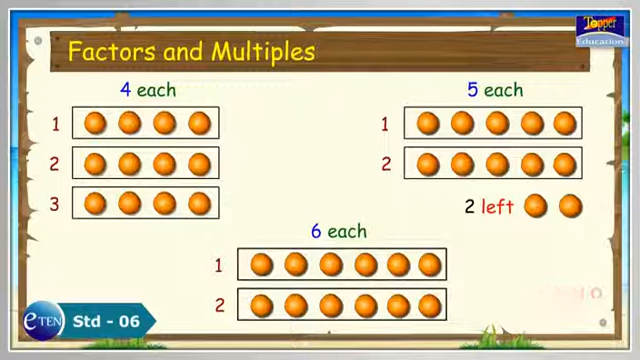 Topper
Education
Factors and Multiples
4 each
5 each
1
1
2
2
3
2 left
6 each
1
2
eTEN
Std - 06